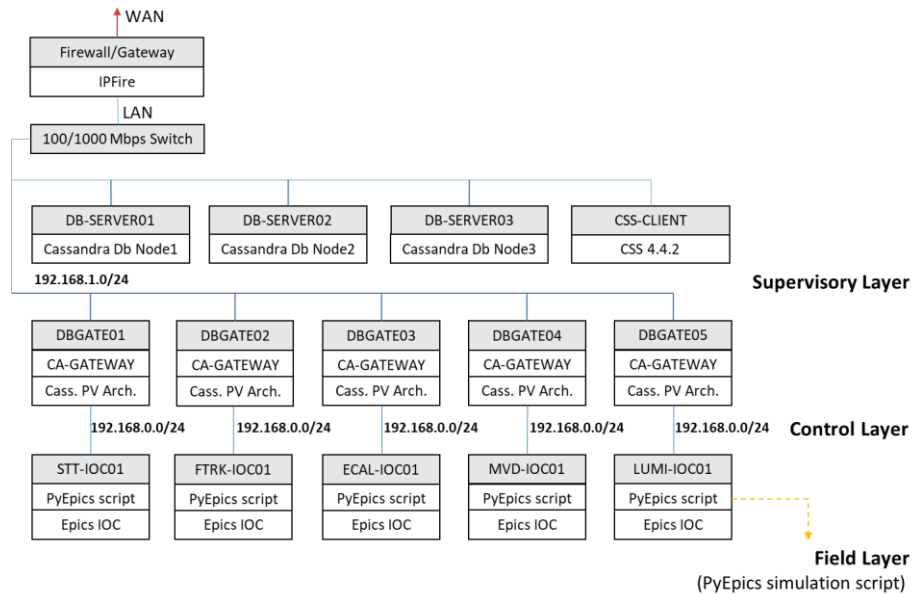 WAN
Firewall/Gateway
IPFire
LAN
100/1000 Mbps Switch
DB-SERVER01 DB-SERVER02 DB-SERVER03 CSS-CLIENT
Cassandra Db Node1 Cassandra Db Node2 Cassandra Db Node3 CSS 4.4.2
192.168.1.0/24
Supervisory Layer
DBGATE01 DBGATE02 DBGATE03 DBGATE04 DBGATE05
CA-GATEWAY CA-GATEWAY CA-GATEWAY CA-GATEWAY CA-GATEWAY
Cass. PV Arch. Cass. PV Arch. Cass. PV Arch. Cass. PV Arch. Cass. PV Arch.
192.168.0.0/24 192.168.0.0/24 192.168.0.0/24 192.168.0.0/24 192.168.0.0/24
Control Layer
STT-IOC01 FTRK-IOC01 ECAL-IOC01 MVD-IOC01 LUMI-IOC01
PyEpics script PyEpics script PyEpics script PyEpics script PyEpics script
Epics IOC Epics IOC Epics IOC Epics IOC Epics IOC
Field Layer
(PyEpics simulation script)